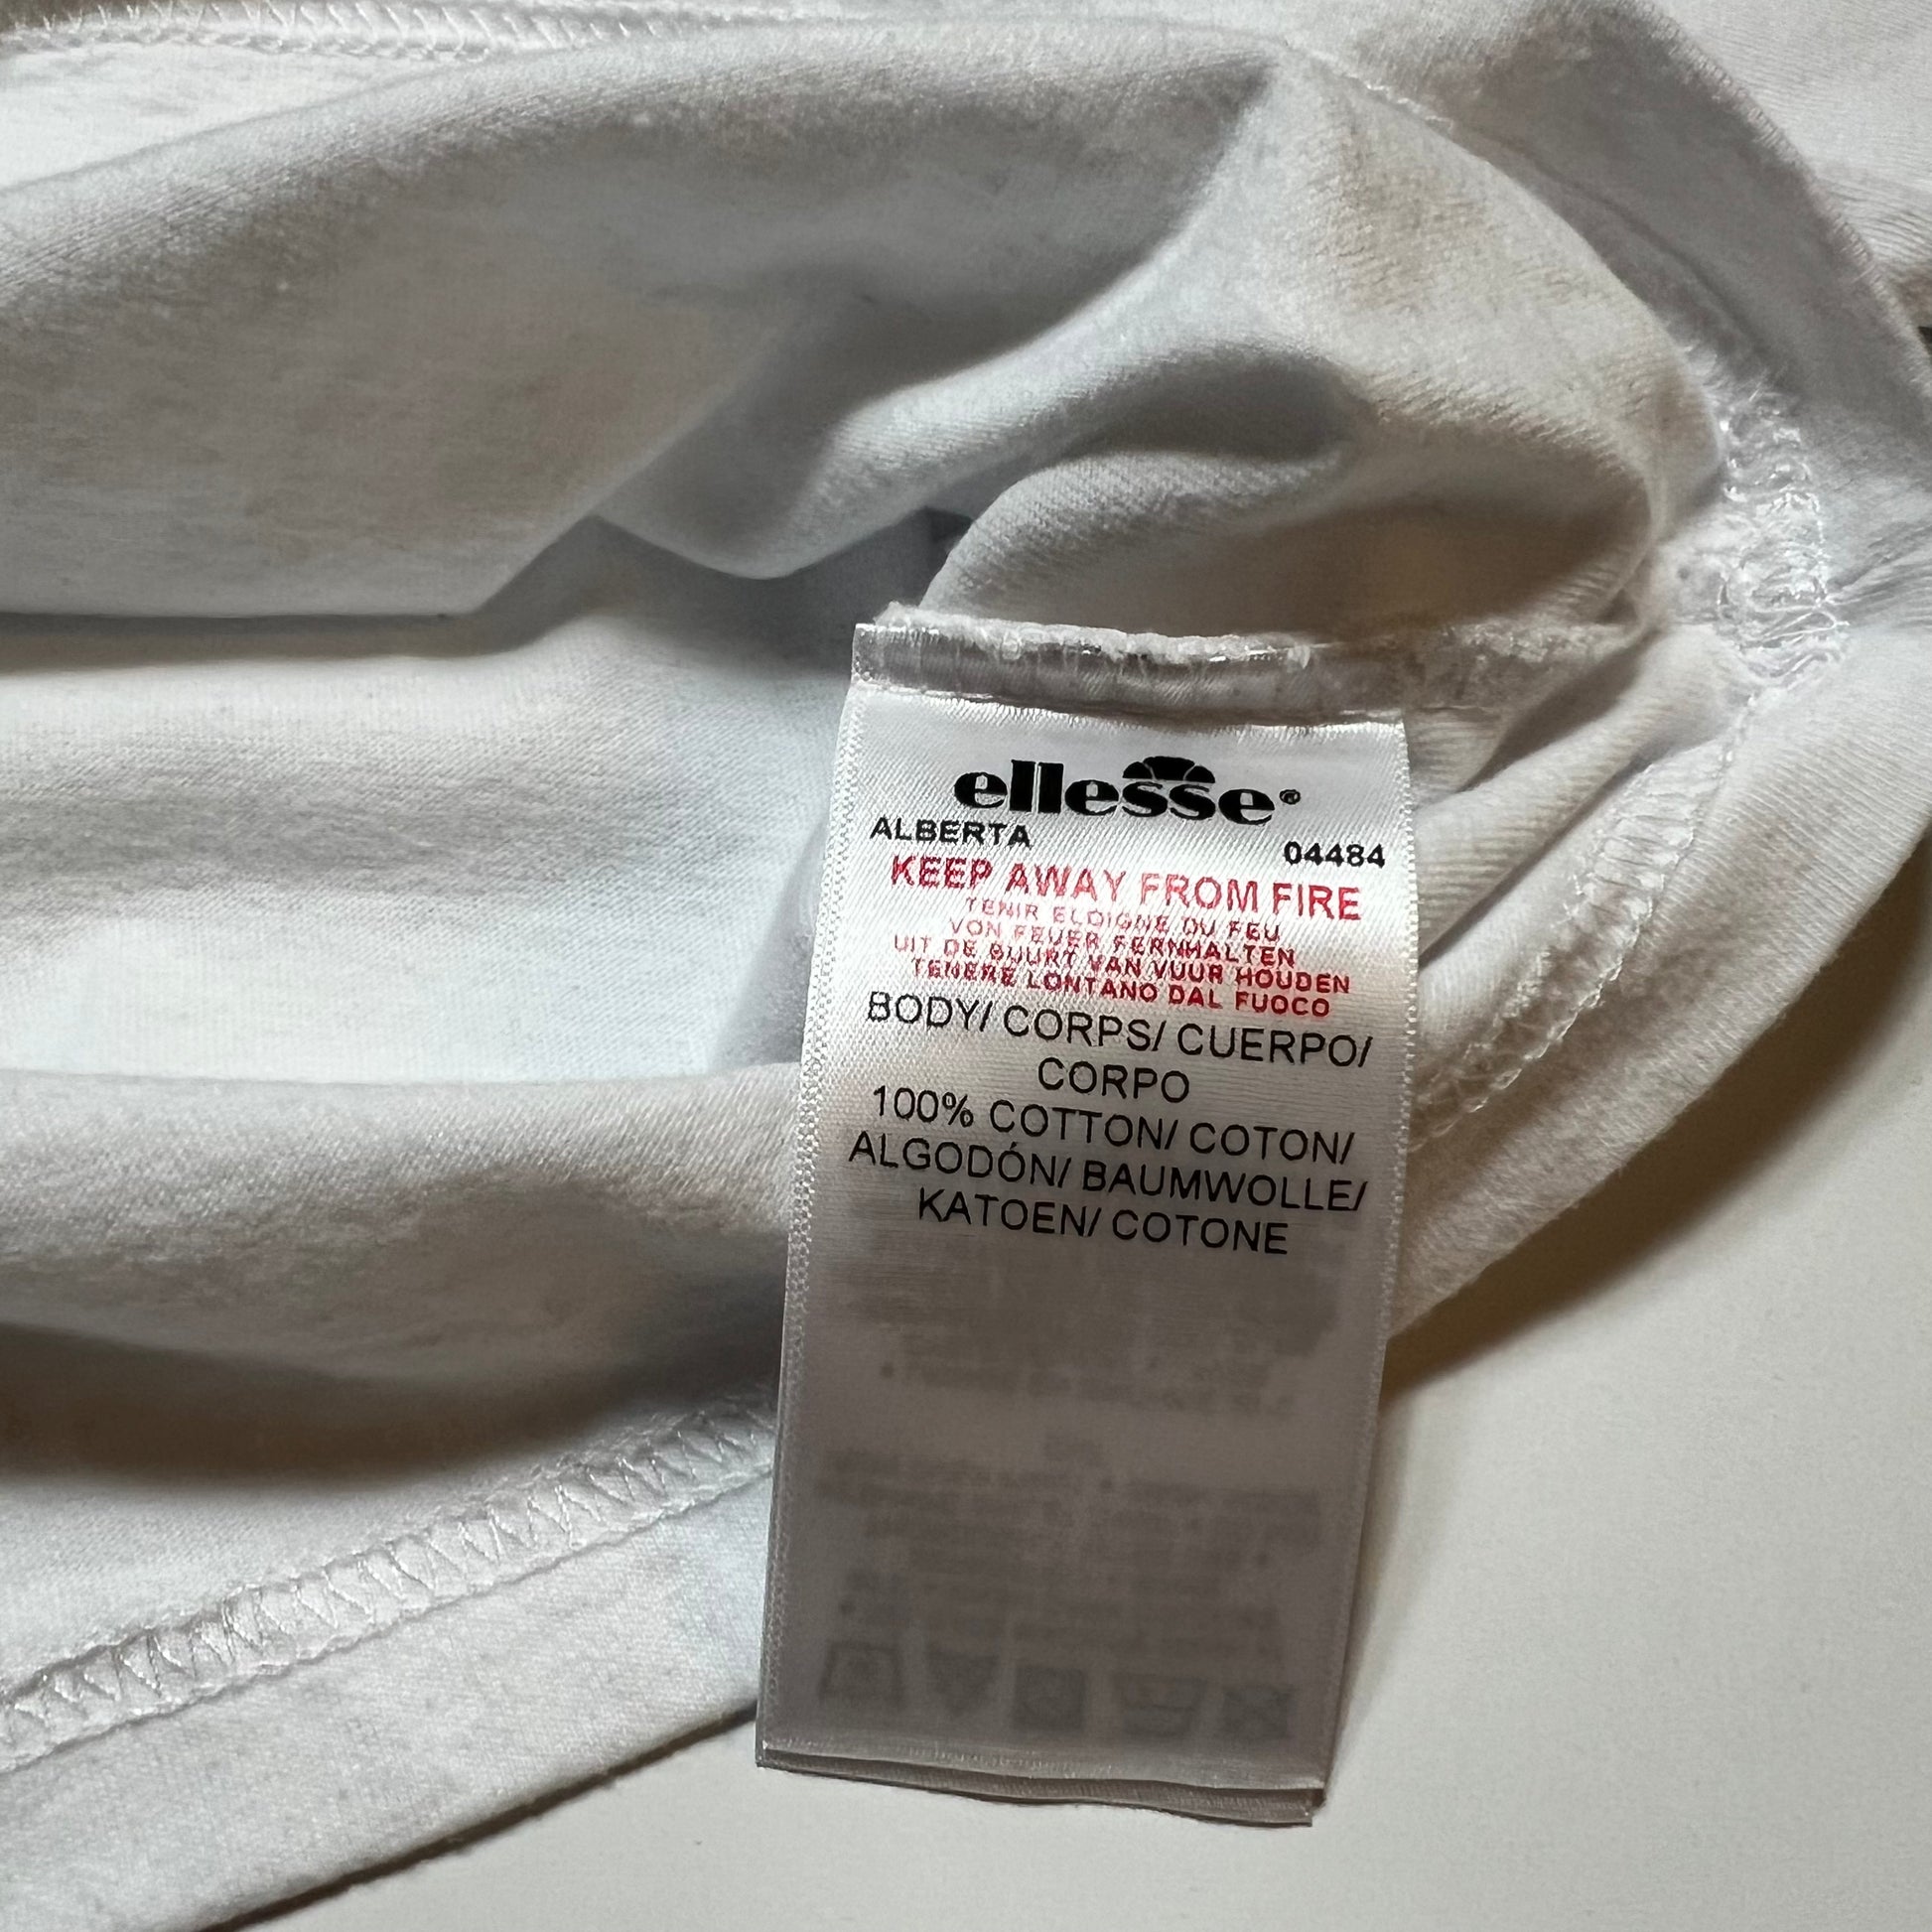 ellesse®
ALBERTA 04484
KEEP AWAY FROM FIRE
TENIR ELOIGNE DU FEU
VON FEUER FERNHALTEN
UIT DE BUURT VAN VUUR HOUDEN
TENERE LONTANO DAL FUOCO
BODY/ CORPS/ CUERPO/
CORPO
100% COTTON/ COTON/
ALGODÓN/ BAUMWOLLE/
KATOEN/ COTONE